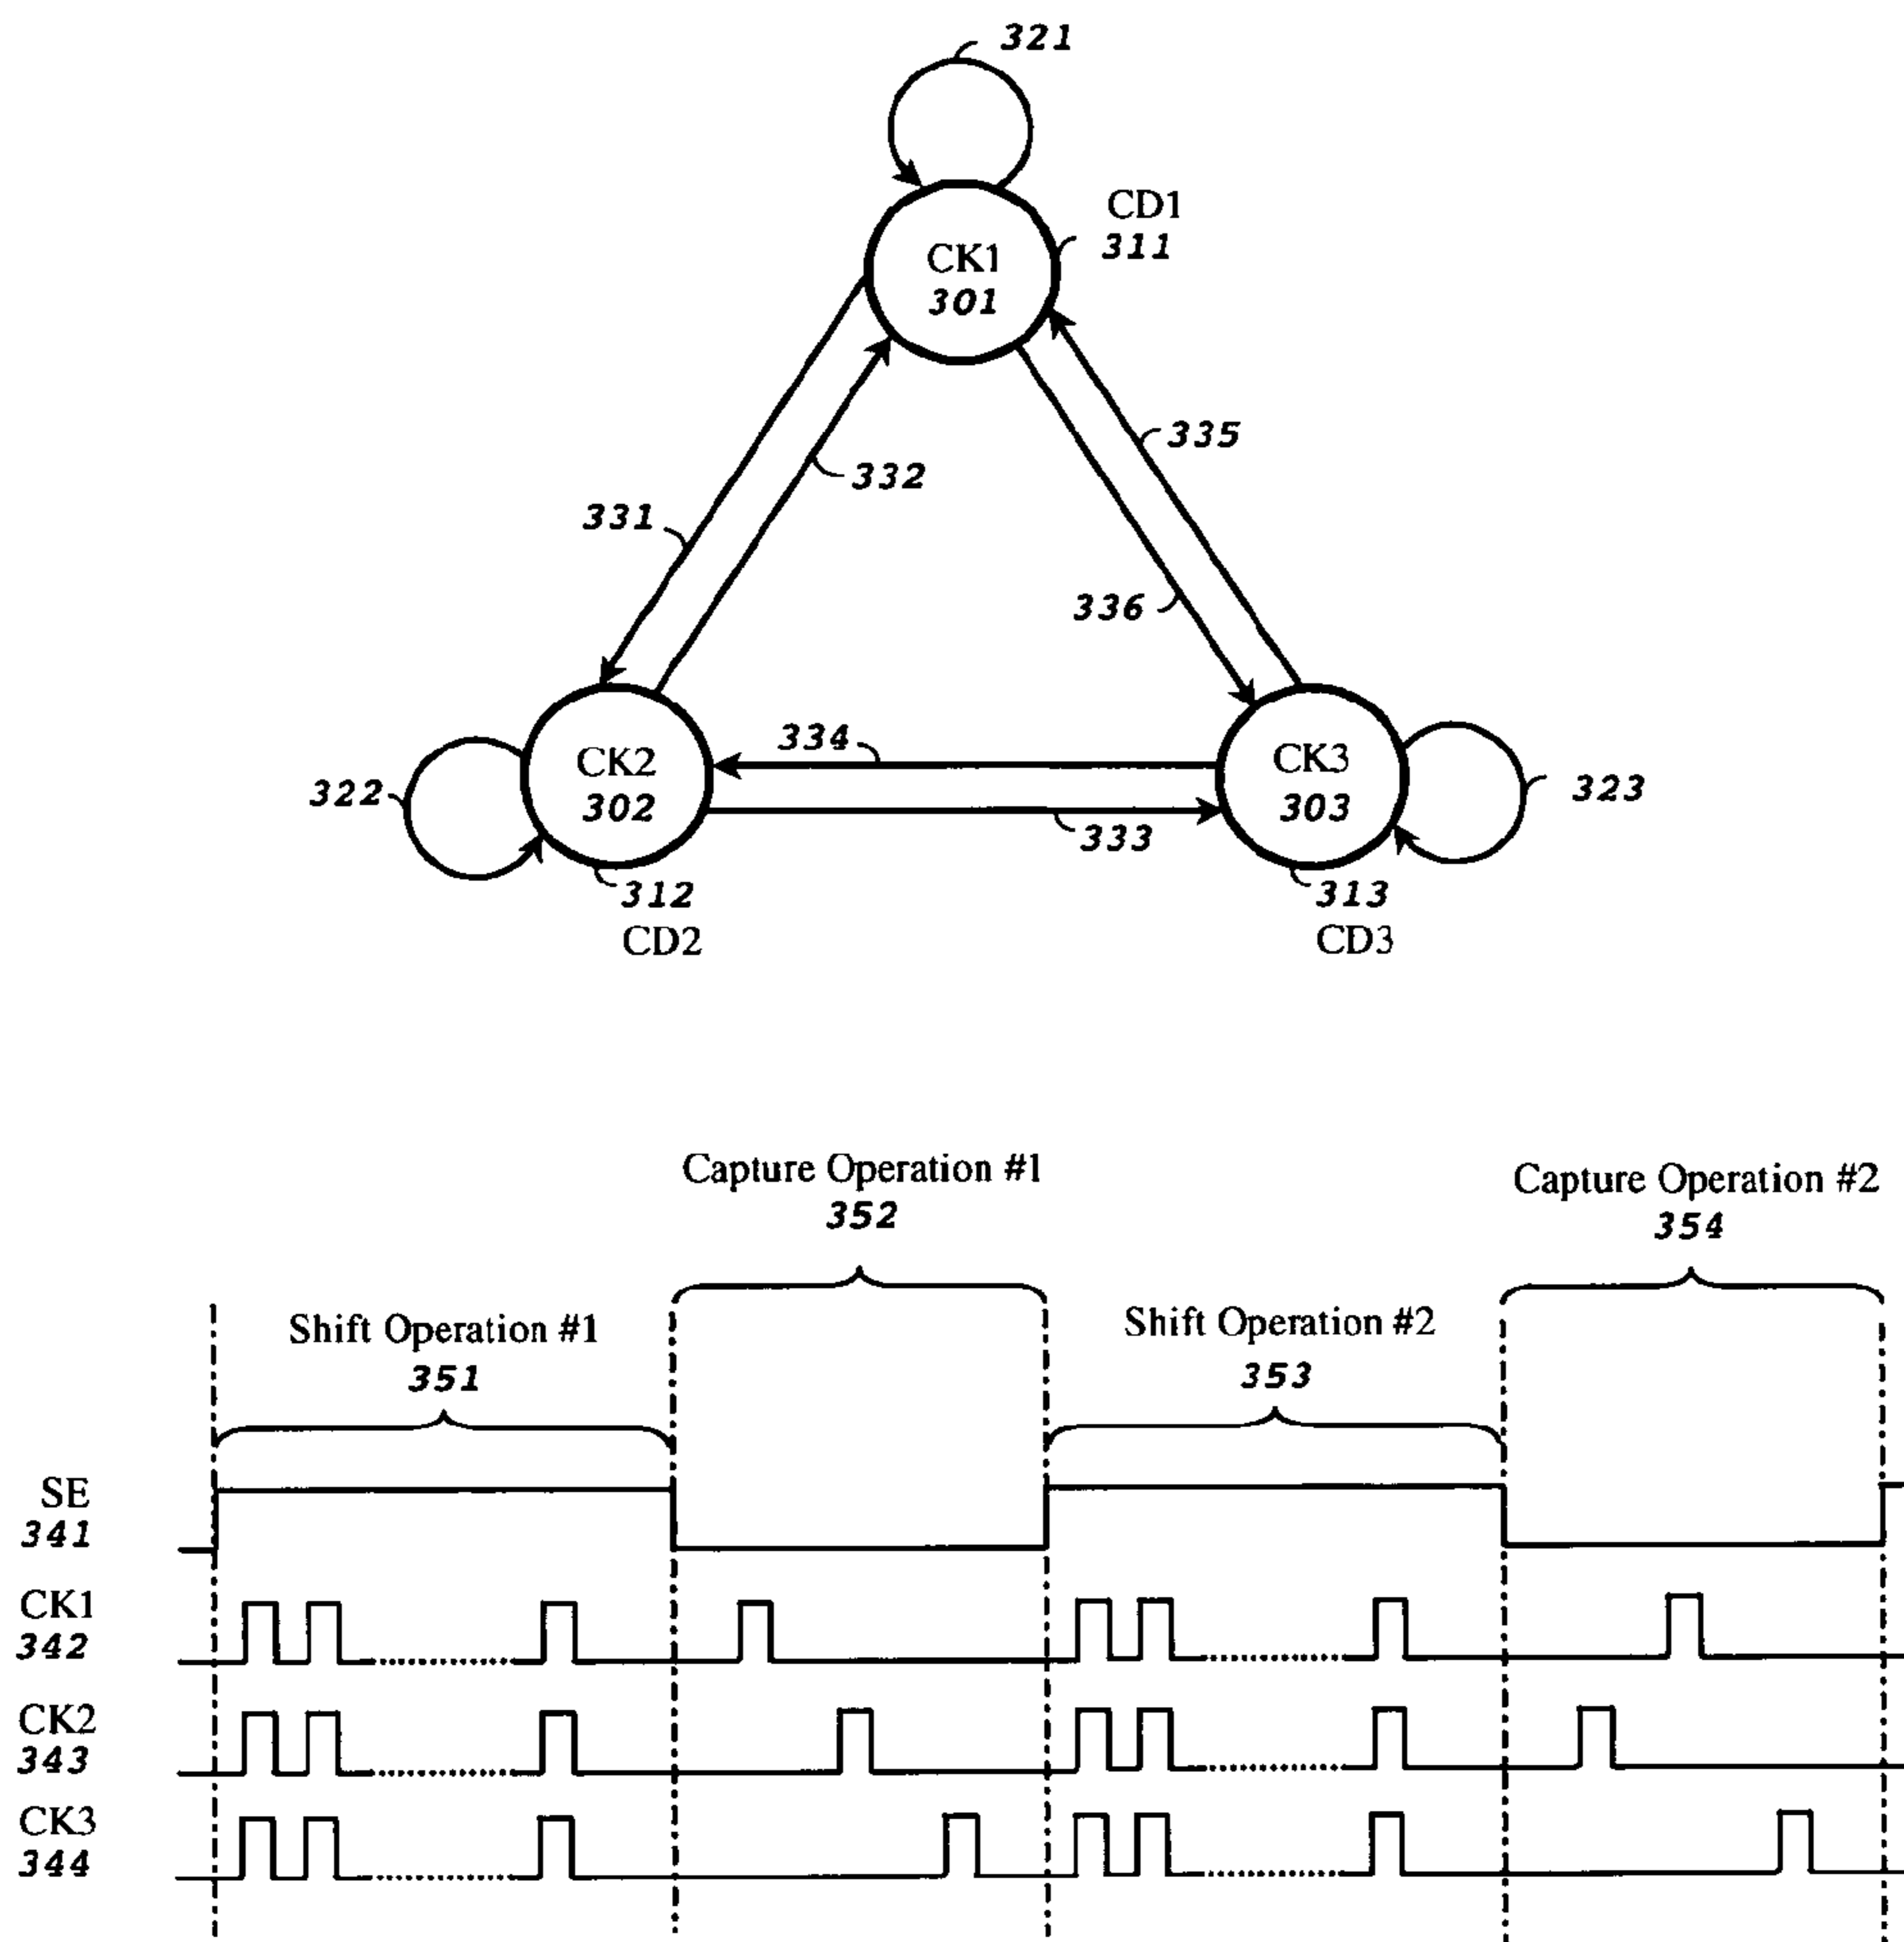 321
CD1
311
CK1
301
335
332
331
336
CK2
302
334
CK3
303
322
323
333
312
CD2
313
CD3
Capture Operation #1
352
Capture Operation #2
354
Shift Operation #1
351
Shift Operation #2
353
SE
341
CK1
342
CK2
343
CK3
344